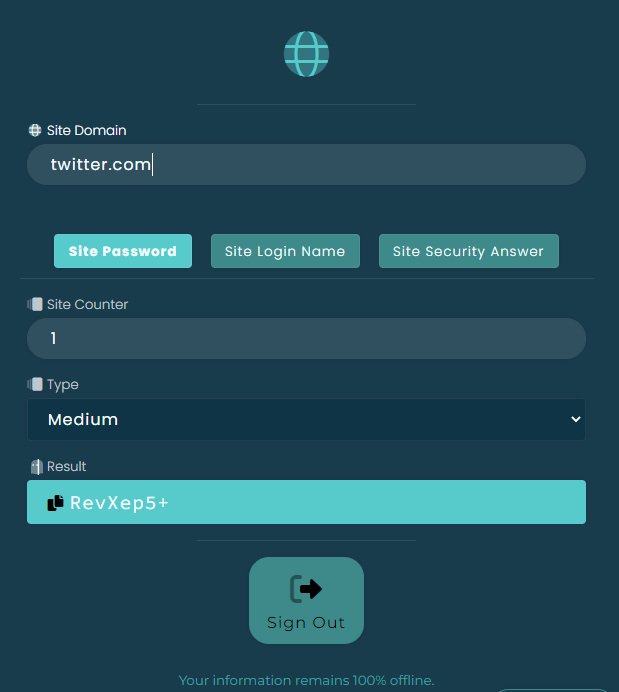 Site Domain
twitter.com
Site Password Site Login Name Site Security Answer
Site Counter
1
Type
Medium
Result
RevXep5+
Sign Out
Your information remains 100% offline.